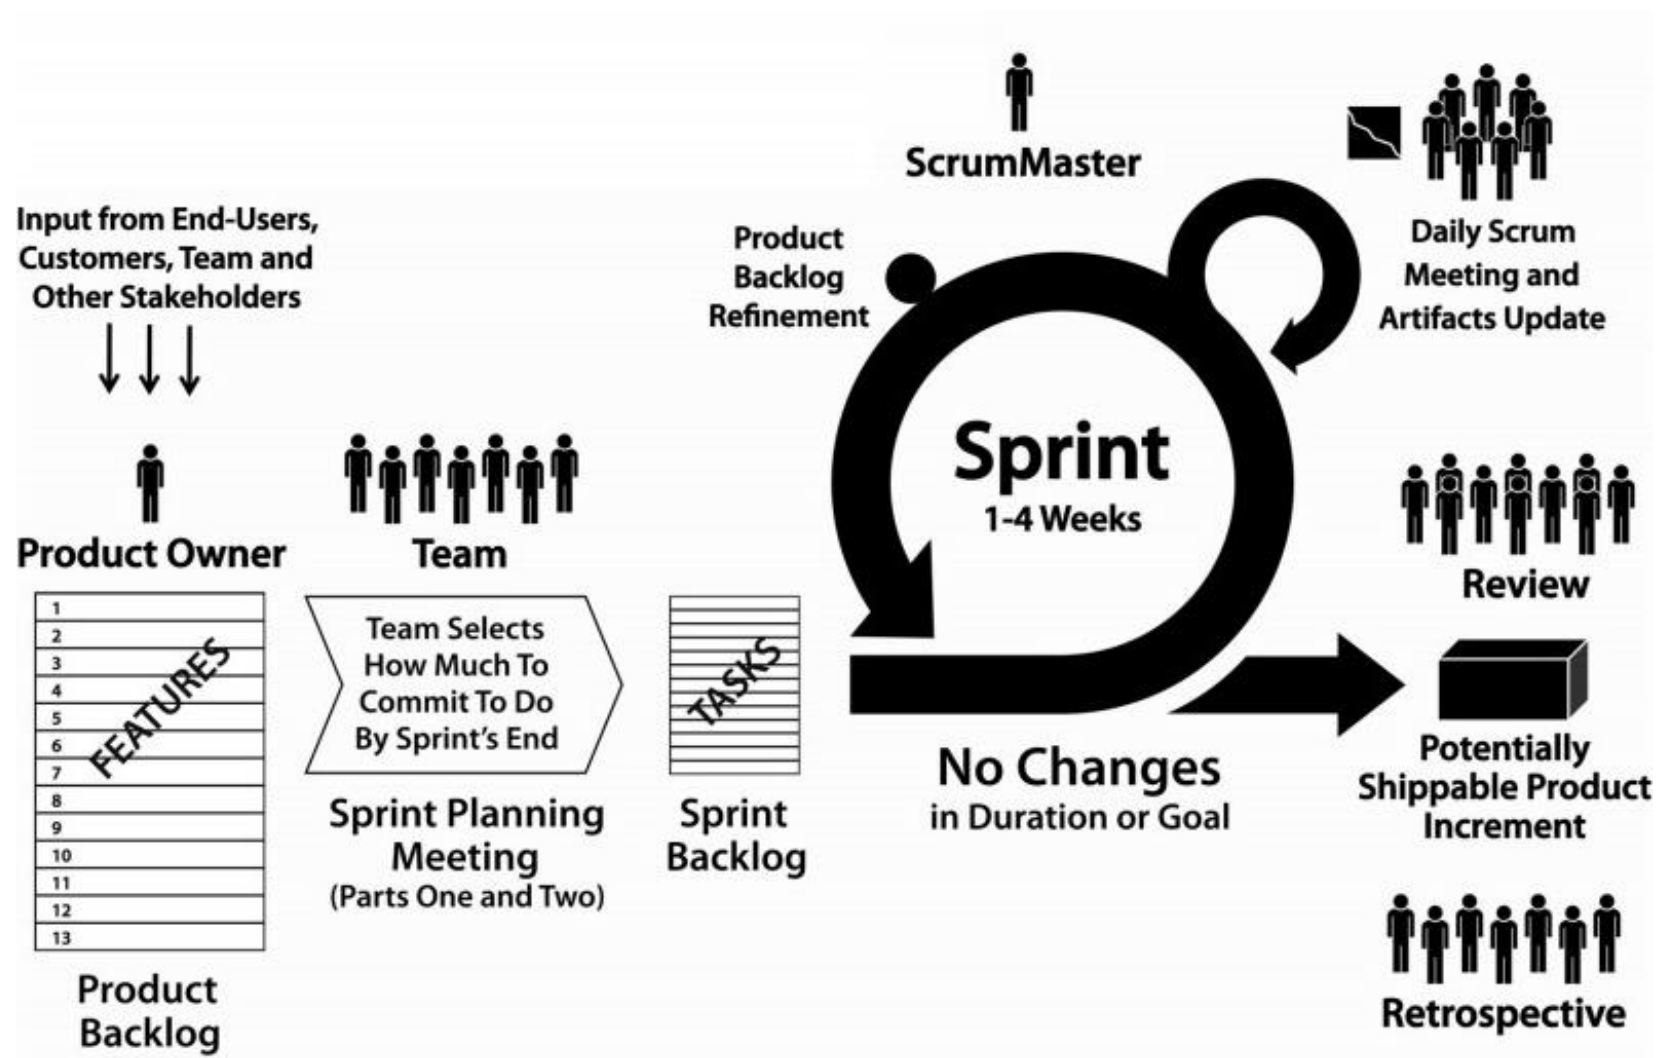 Input from End-Users,
Customers, Team and
Other Stakeholders
Product Owner
1
2
3
4
5
6
7
8
9
10
11
12
13
FEATURES
Product
Backlog
Team
Team Selects
How Much To
Commit To Do
By Sprint's End
Sprint Planning
Meeting
(Parts One and Two)
TASKS
Sprint
Backlog
ScrumMaster
Product
Backlog
Refinement
Sprint
1-4 Weeks
No Changes
in Duration or Goal
Daily Scrum
Meeting and
Artifacts Update
Review
Potentially
Shippable Product
Increment
Retrospective